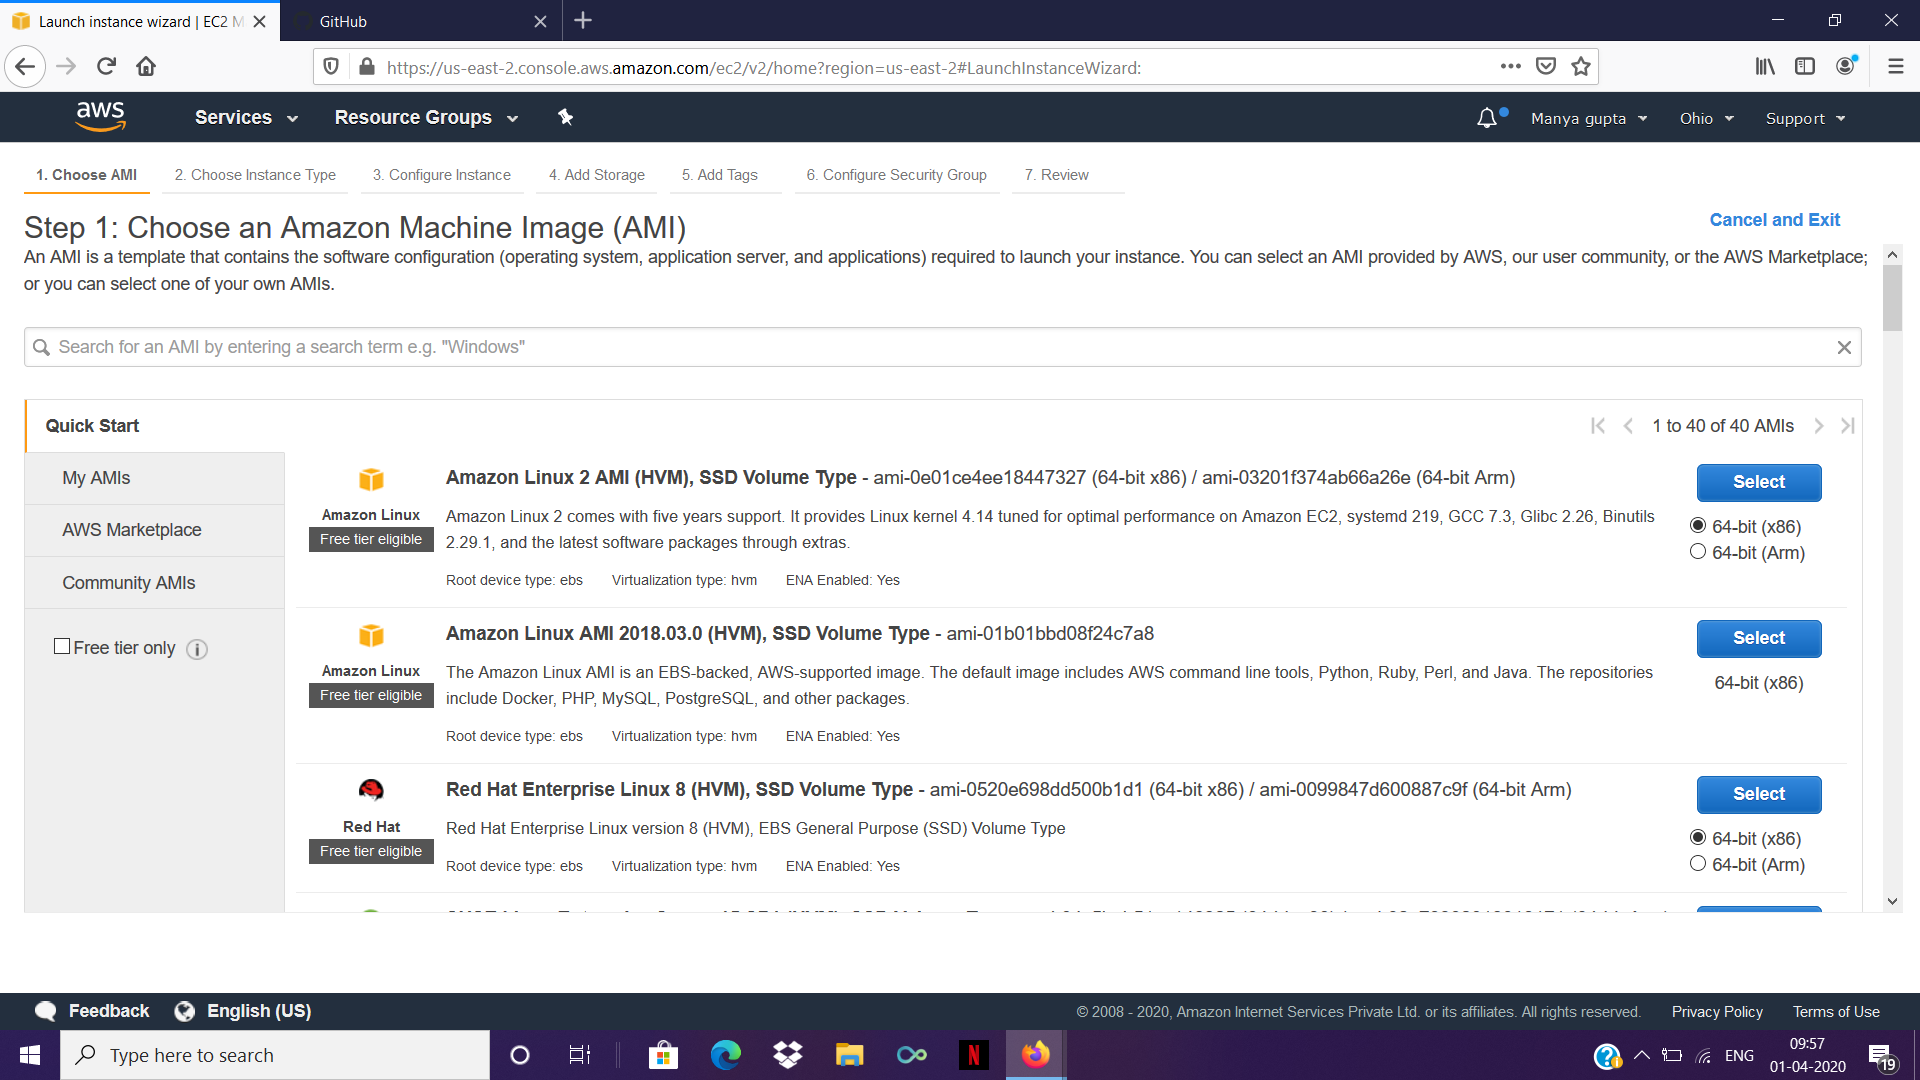 Launch instance wizard | EC2 M
GitHub
https://us-east-2.console.aws.amazon.com/ec2/v2/home?region=us-east-2#LaunchInstanceWizard:
aws
Services
Resource Groups
Manya gupta
Ohio
Support
1. Choose AMI
2. Choose Instance Type
3. Configure Instance
4. Add Storage
5. Add Tags
6. Configure Security Group
7. Review
Step 1: Choose an Amazon Machine Image (AMI)
Cancel and Exit
An AMI is a template that contains the software configuration (operating system, application server, and applications) required to launch your instance. You can select an AMI provided by AWS, our user community, or the AWS Marketplace;
or you can select one of your own AMIs.
Search for an AMI by entering a search term e.g. "Windows"
Quick Start
1 to 40 of 40 AMIs
My AMIs
AWS Marketplace
Community AMIs
Free tier only
Amazon Linux
Free tier eligible
Amazon Linux 2 AMI (HVM), SSD Volume Type - ami-0e01ce4ee18447327 (64-bit x86) / ami-03201f374ab66a26e (64-bit Arm)
Amazon Linux 2 comes with five years support. It provides Linux kernel 4.14 tuned for optimal performance on Amazon EC2, systemd 219, GCC 7.3, Glibc 2.26, Binutils
2.29.1, and the latest software packages through extras.
Root device type: ebs Virtualization type: hvm ENA Enabled: Yes
Select
64-bit (x86)
64-bit (Arm)
Amazon Linux
Free tier eligible
Amazon Linux AMI 2018.03.0 (HVM), SSD Volume Type - ami-01b01bbd08f24c7a8
The Amazon Linux AMI is an EBS-backed, AWS-supported image. The default image includes AWS command line tools, Python, Ruby, Perl, and Java. The repositories
include Docker, PHP, MySQL, PostgreSQL, and other packages.
Root device type: ebs Virtualization type: hvm ENA Enabled: Yes
Select
64-bit (x86)
Red Hat
Free tier eligible
Red Hat Enterprise Linux 8 (HVM), SSD Volume Type - ami-0520e698dd500b1d1 (64-bit x86) / ami-0099847d600887c9f (64-bit Arm)
Red Hat Enterprise Linux version 8 (HVM), EBS General Purpose (SSD) Volume Type
Root device type: ebs Virtualization type: hvm ENA Enabled: Yes
Select
64-bit (x86)
64-bit (Arm)
Feedback
English (US)
© 2008 - 2020, Amazon Internet Services Private Ltd. or its affiliates. All rights reserved.
Privacy Policy
Terms of Use
Type here to search
N
ENG
09:57
01-04-2020
19